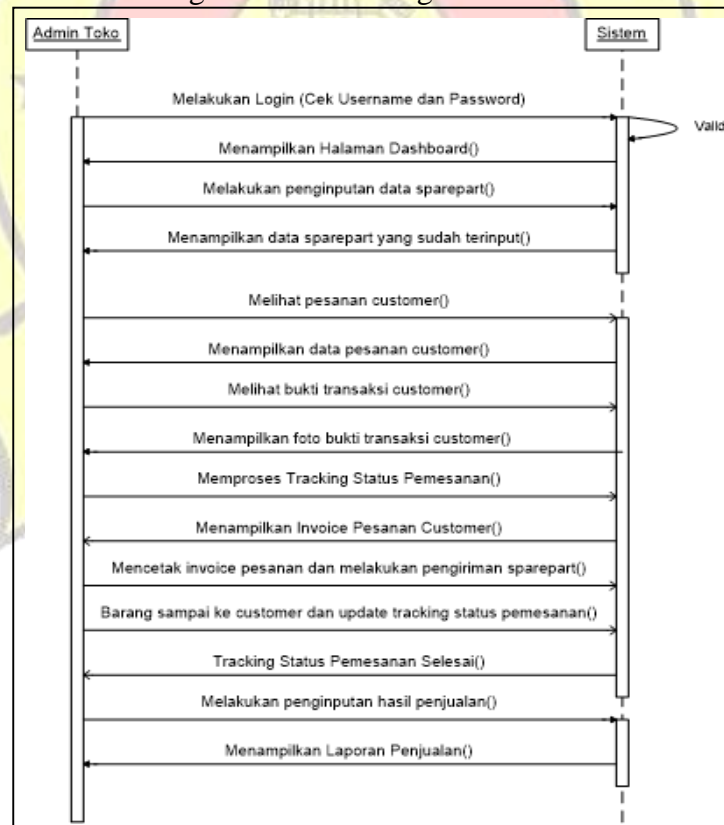 Admin Toko
Sistem
Melakukan Login (Cek Username dan Password)
Valid
Menampilkan Halaman Dashboard()
Melakukan penginputan data sparepart()
Menampilkan data sparepart yang sudah terinput()
Melihat pesanan customer()
Menampilkan data pesanan customer()
Melihat bukti transaksi customer()
Menampilkan foto bukti transaksi customer()
Memproses Tracking Status Pemesanan()
Menampilkan Invoice Pesanan Customer()
Mencetak invoice pesanan dan melakukan pengiriman sparepart()
Barang sampai ke customer dan update tracking status pemesanan()
Tracking Status Pemesanan Selesai()
Melakukan penginputan hasil penjualan()
Menampilkan Laporan Penjualan()